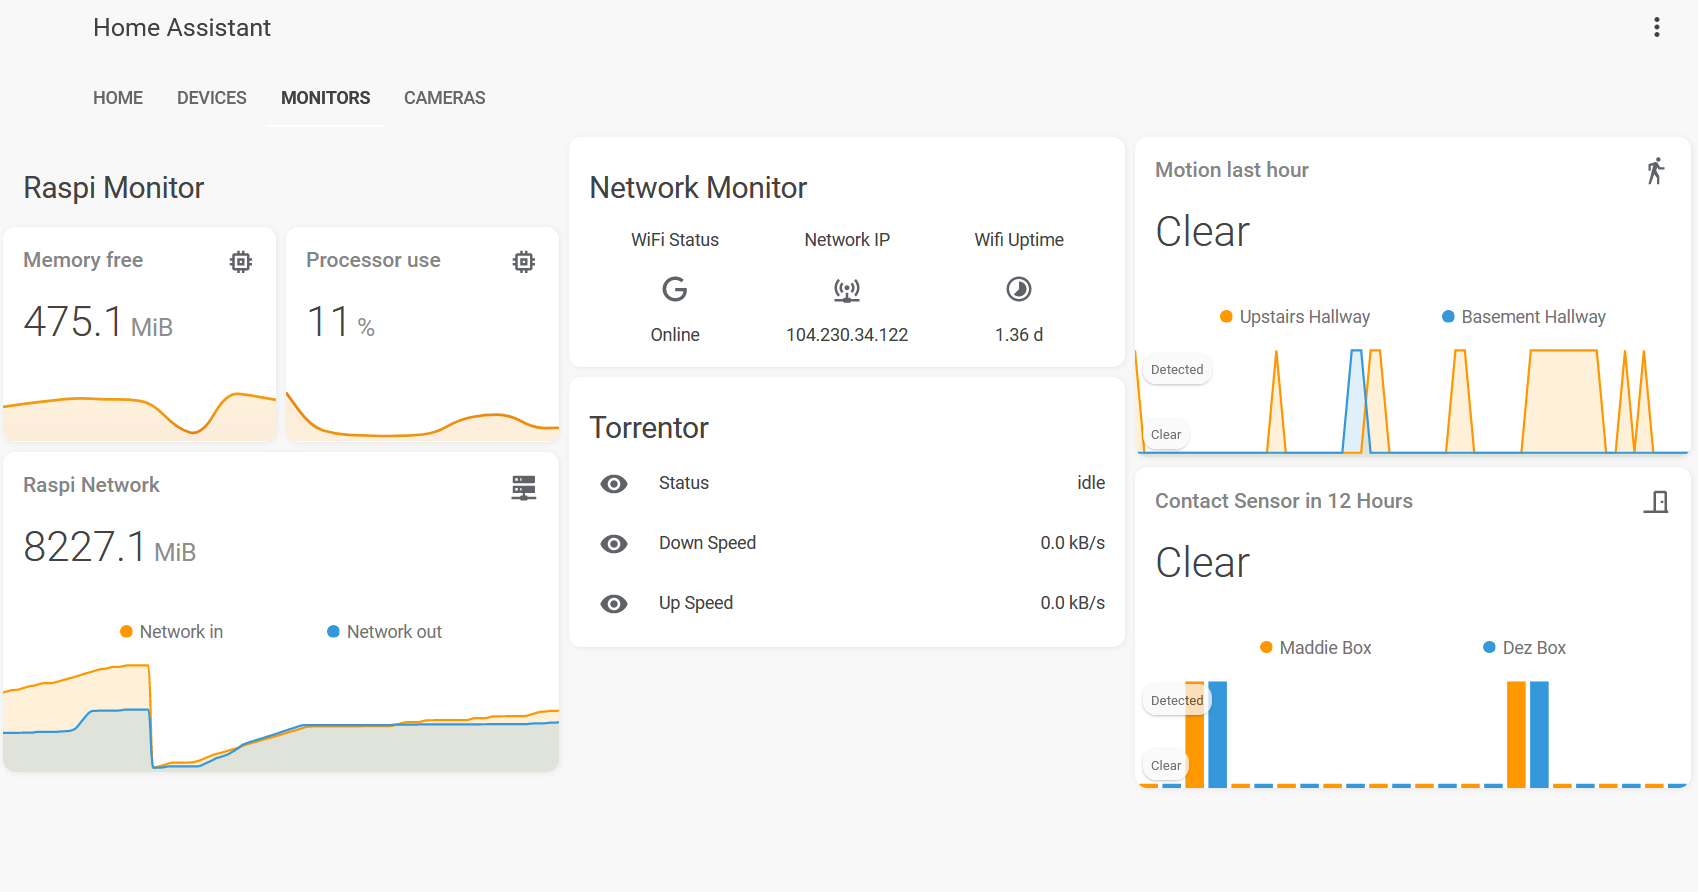 Home Assistant
HOME DEVICES MONITORS CAMERAS
Raspi Monitor
Memory free
475.1 MiB
Processor use
11 %
Raspi Network
8227.1 MiB
Network in Network out
Network Monitor
WiFi Status Network IP Wifi Uptime
Online 104.230.34.122 1.36 d
Torrentor
Status idle
Down Speed 0.0 kB/s
Up Speed 0.0 kB/s
Motion last hour
Clear
Upstairs Hallway Basement Hallway
Detected
Clear
Contact Sensor in 12 Hours
Clear
Maddie Box Dez Box
Detected
Clear